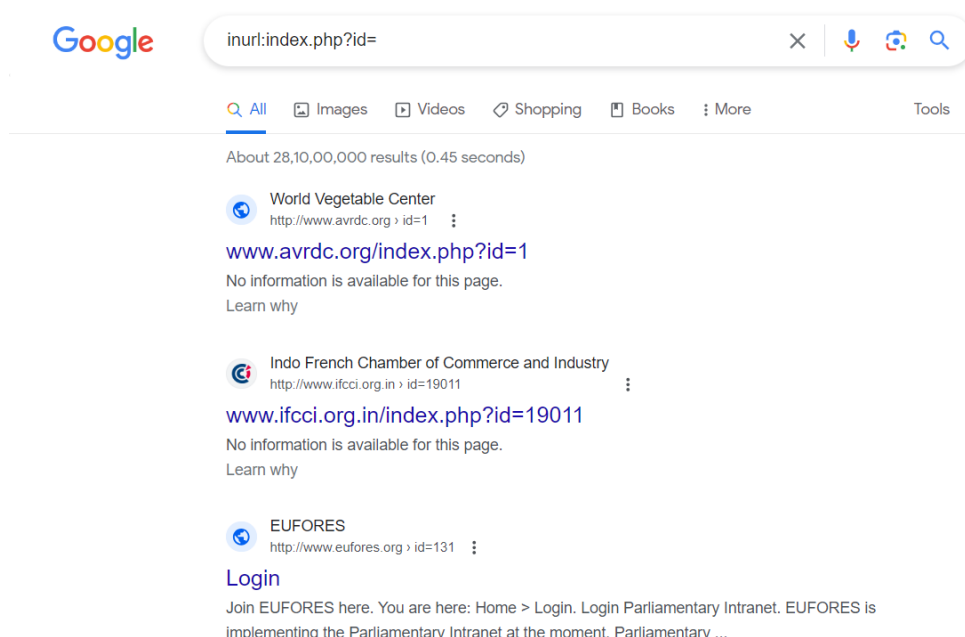 Google
inurl:index.php?id=
All Images Videos Shopping Books More Tools
About 28,10,00,000 results (0.45 seconds)
World Vegetable Center
http://www.avrdc.org › id=1
www.avrdc.org/index.php?id=1
No information is available for this page.
Learn why
Indo French Chamber of Commerce and Industry
http://www.ifcci.org.in › id=19011
www.ifcci.org.in/index.php?id=19011
No information is available for this page.
Learn why
EUFORES
http://www.eufores.org › id=131
Login
Join EUFORES here. You are here: Home > Login. Login Parliamentary Intranet. EUFORES is
implementing the Parliamentary Intranet at the moment. Parliamentary ...